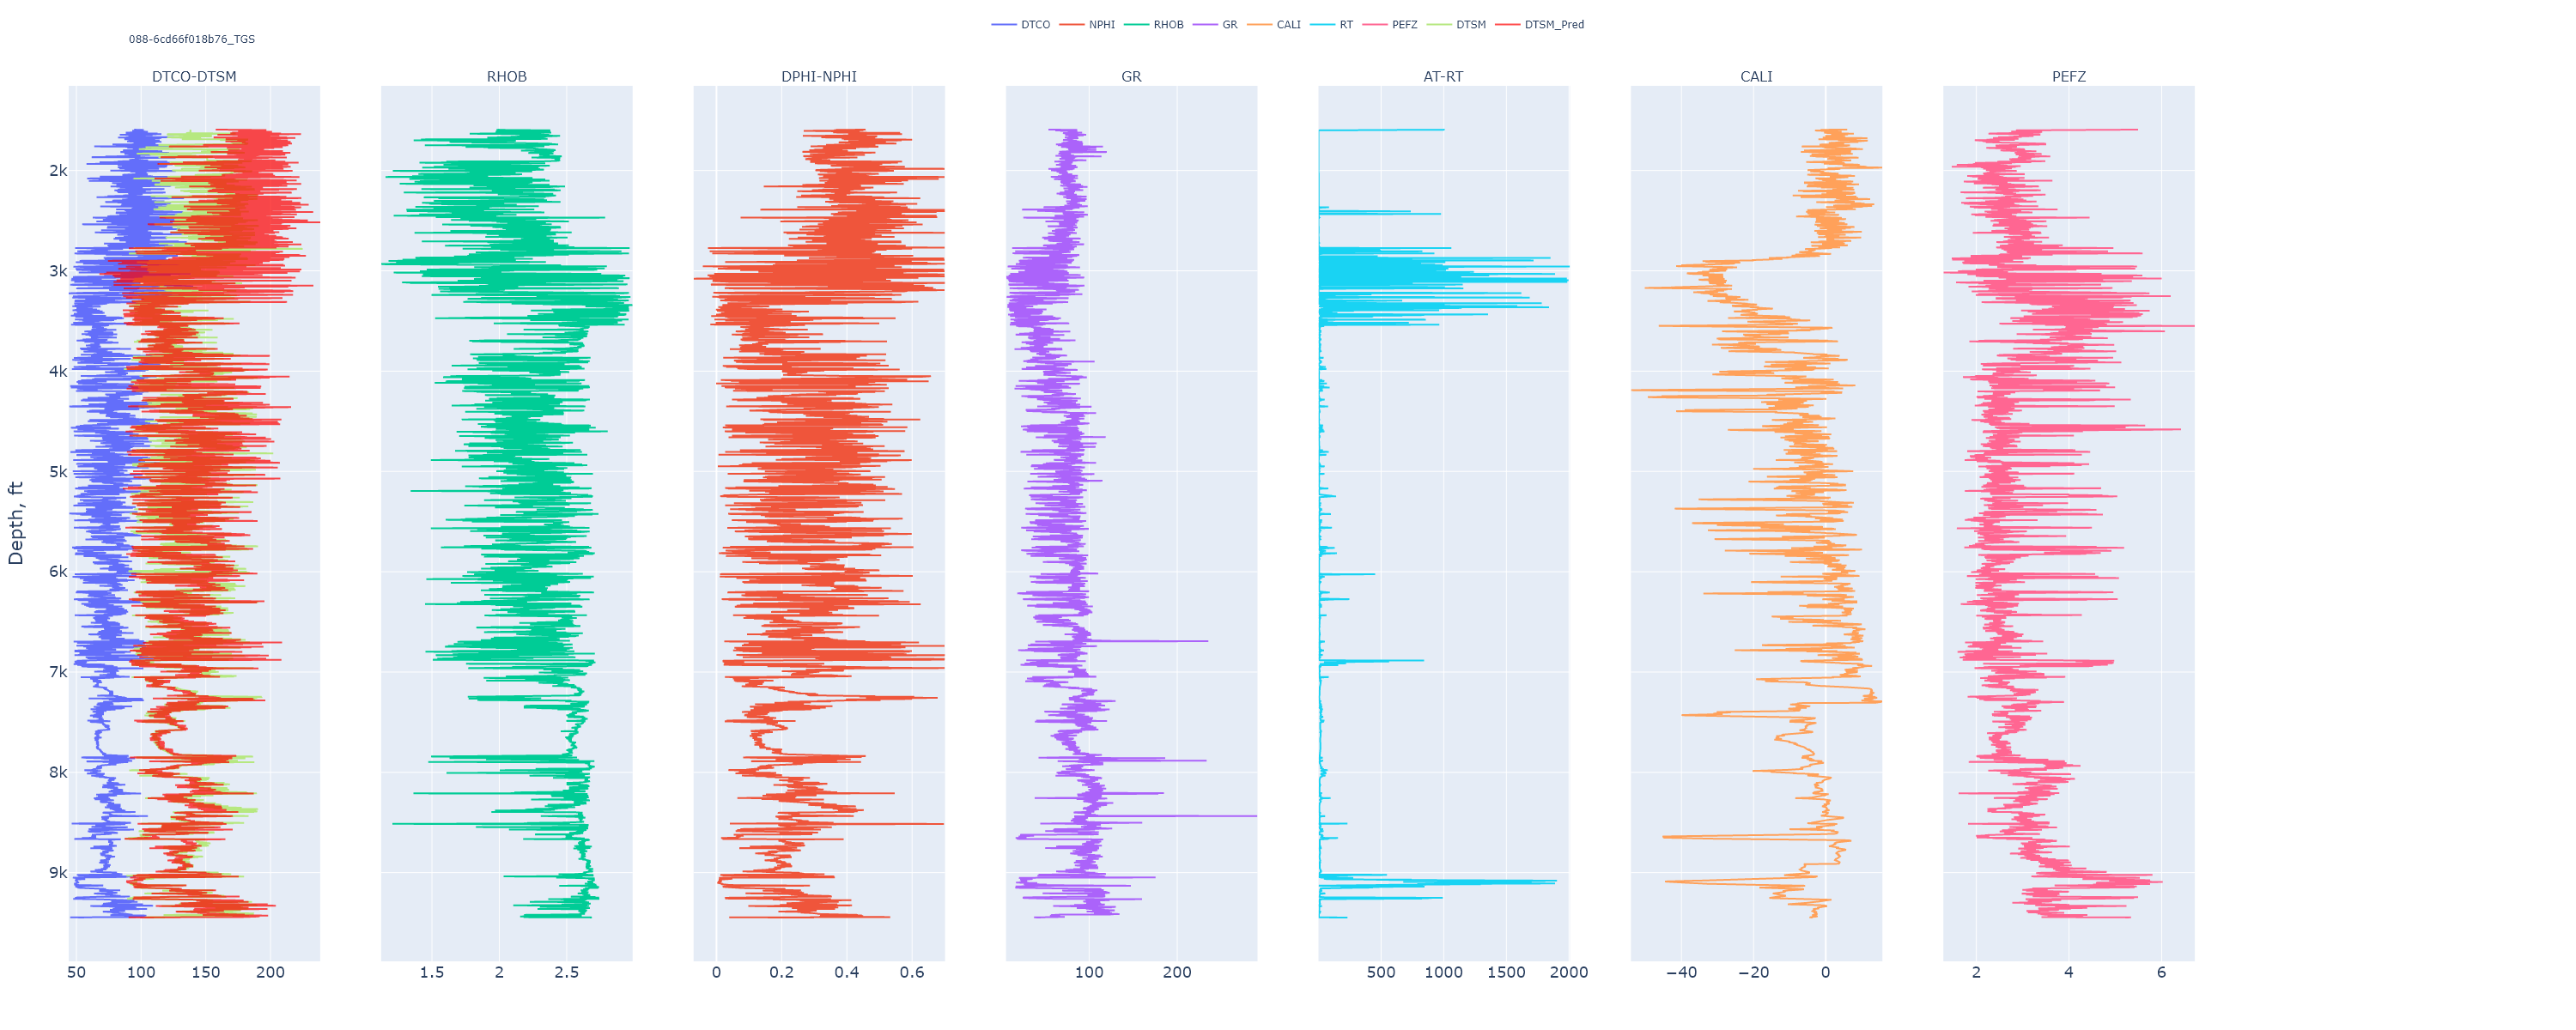 DTCO NPHI RHOB GR CALI RT PEFZ DTSM DTSM_Pred
088-6cd66f018b76_TGS
DTCO-DTSM RHOB DPHI-NPHI GR AT-RT CALI PEFZ
2k
3k
4k
5k
6k
7k
8k
9k
Depth, ft
50 100 150 200 1.5 2 2.5 0 0.2 0.4 0.6 100 200 500 1000 1500 2000 −40 −20 0 2 4 6